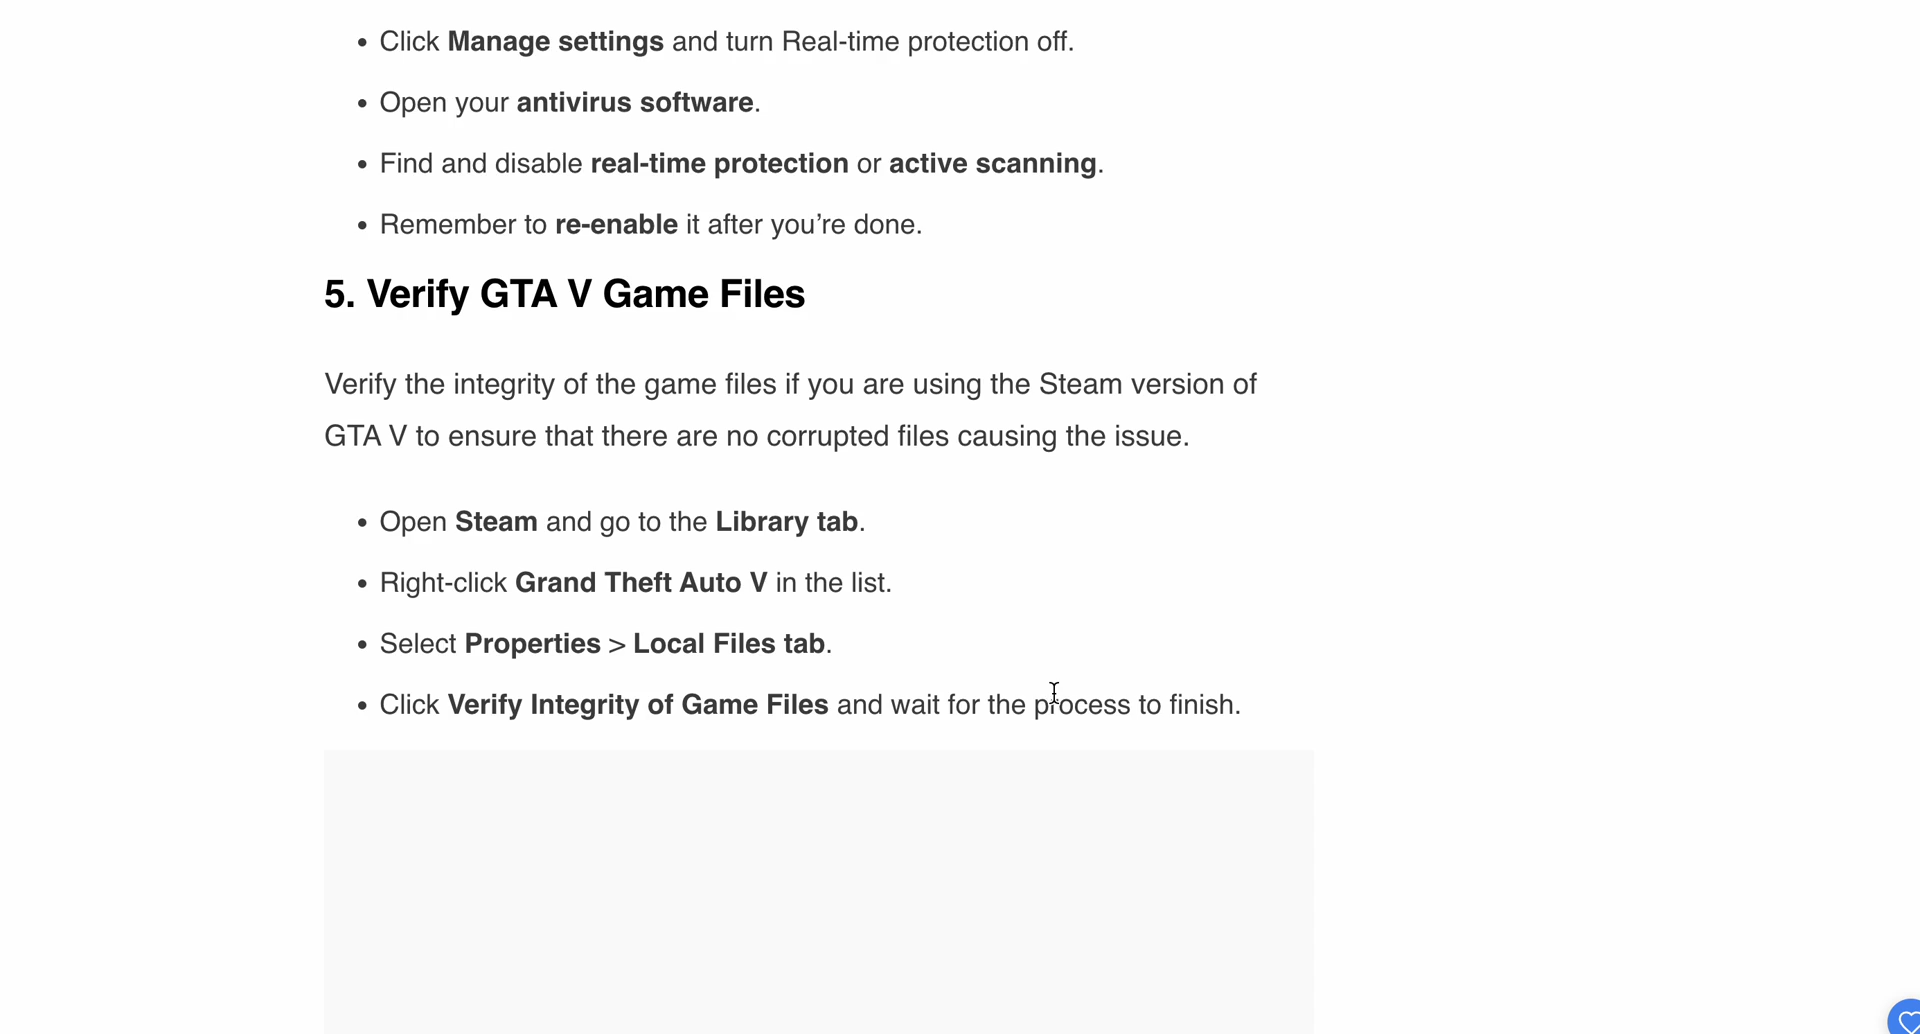 • Click Manage settings and turn Real-time protection off.
• Open your antivirus software.
• Find and disable real-time protection or active scanning.
• Remember to re-enable it after you’re done.
5. Verify GTA V Game Files
Verify the integrity of the game files if you are using the Steam version of
GTA V to ensure that there are no corrupted files causing the issue.
• Open Steam and go to the Library tab.
• Right-click Grand Theft Auto V in the list.
• Select Properties > Local Files tab.
• Click Verify Integrity of Game Files and wait for the process to finish.